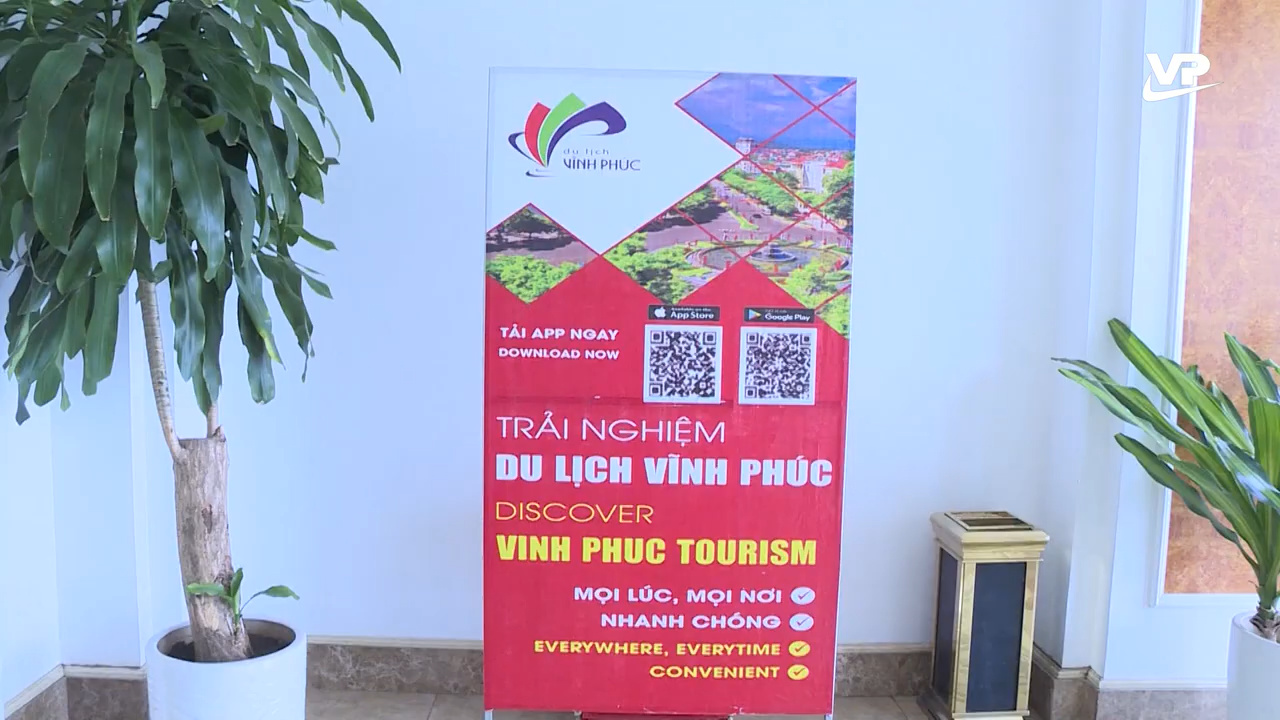 VP
du lịch
VĨNH PHÚC
App Store
Google Play
TẢI APP NGAY
DOWNLOAD NOW
TRẢI NGHIỆM
DU LỊCH VĨNH PHÚC
DISCOVER
VINH PHUC TOURISM
MỌI LÚC, MỌI NƠI
NHANH CHÓNG
EVERYWHERE, EVERYTIME
CONVENIENT